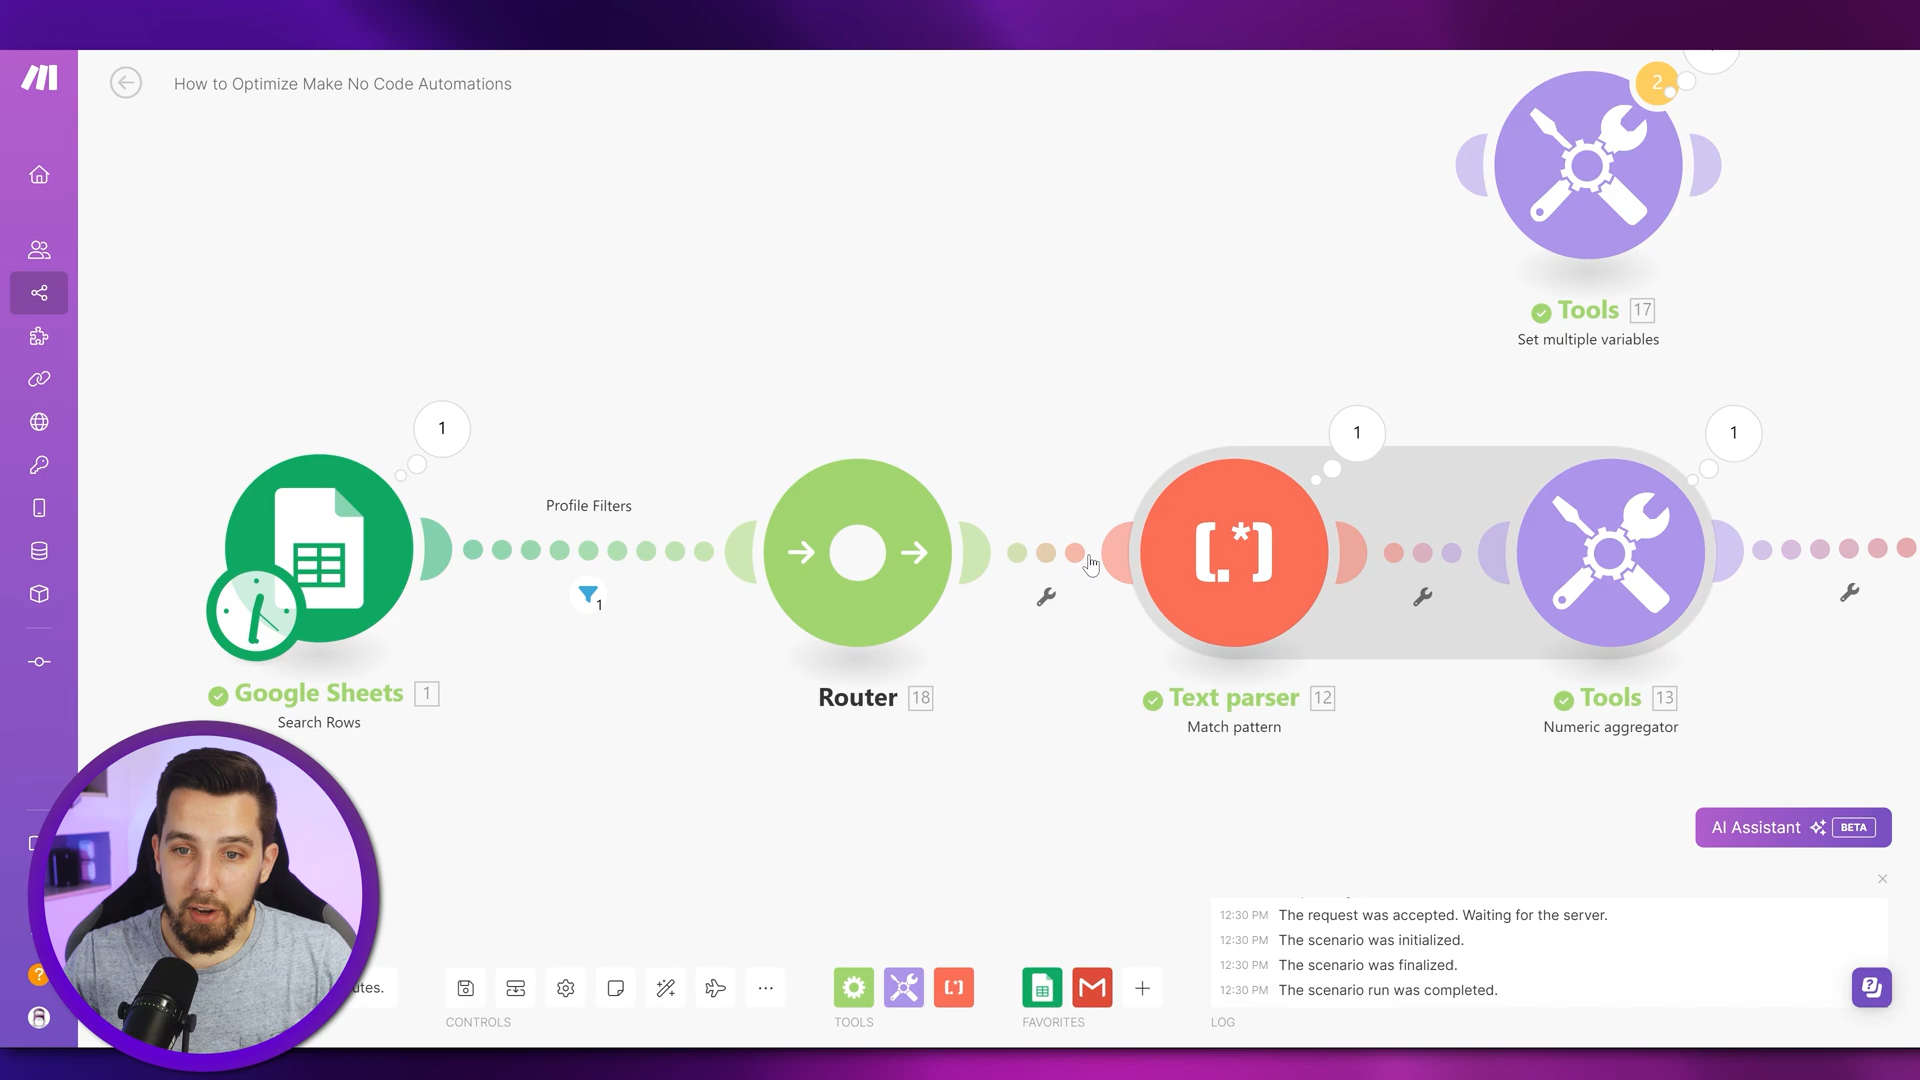 How to Optimize Make No Code Automations
2
Tools 17
Set multiple variables
1
1
1
Profile Filters
1
[.*]
Google Sheets 1
Search Rows
Router 18
Text parser 12
Match pattern
Tools 13
Numeric aggregator
AI Assistant BETA
12:30 PM The request was accepted. Waiting for the server.
12:30 PM The scenario was initialized.
12:30 PM The scenario was finalized.
12:30 PM The scenario run was completed.
?
[.*]
?
CONTROLS
TOOLS
FAVORITES
LOG